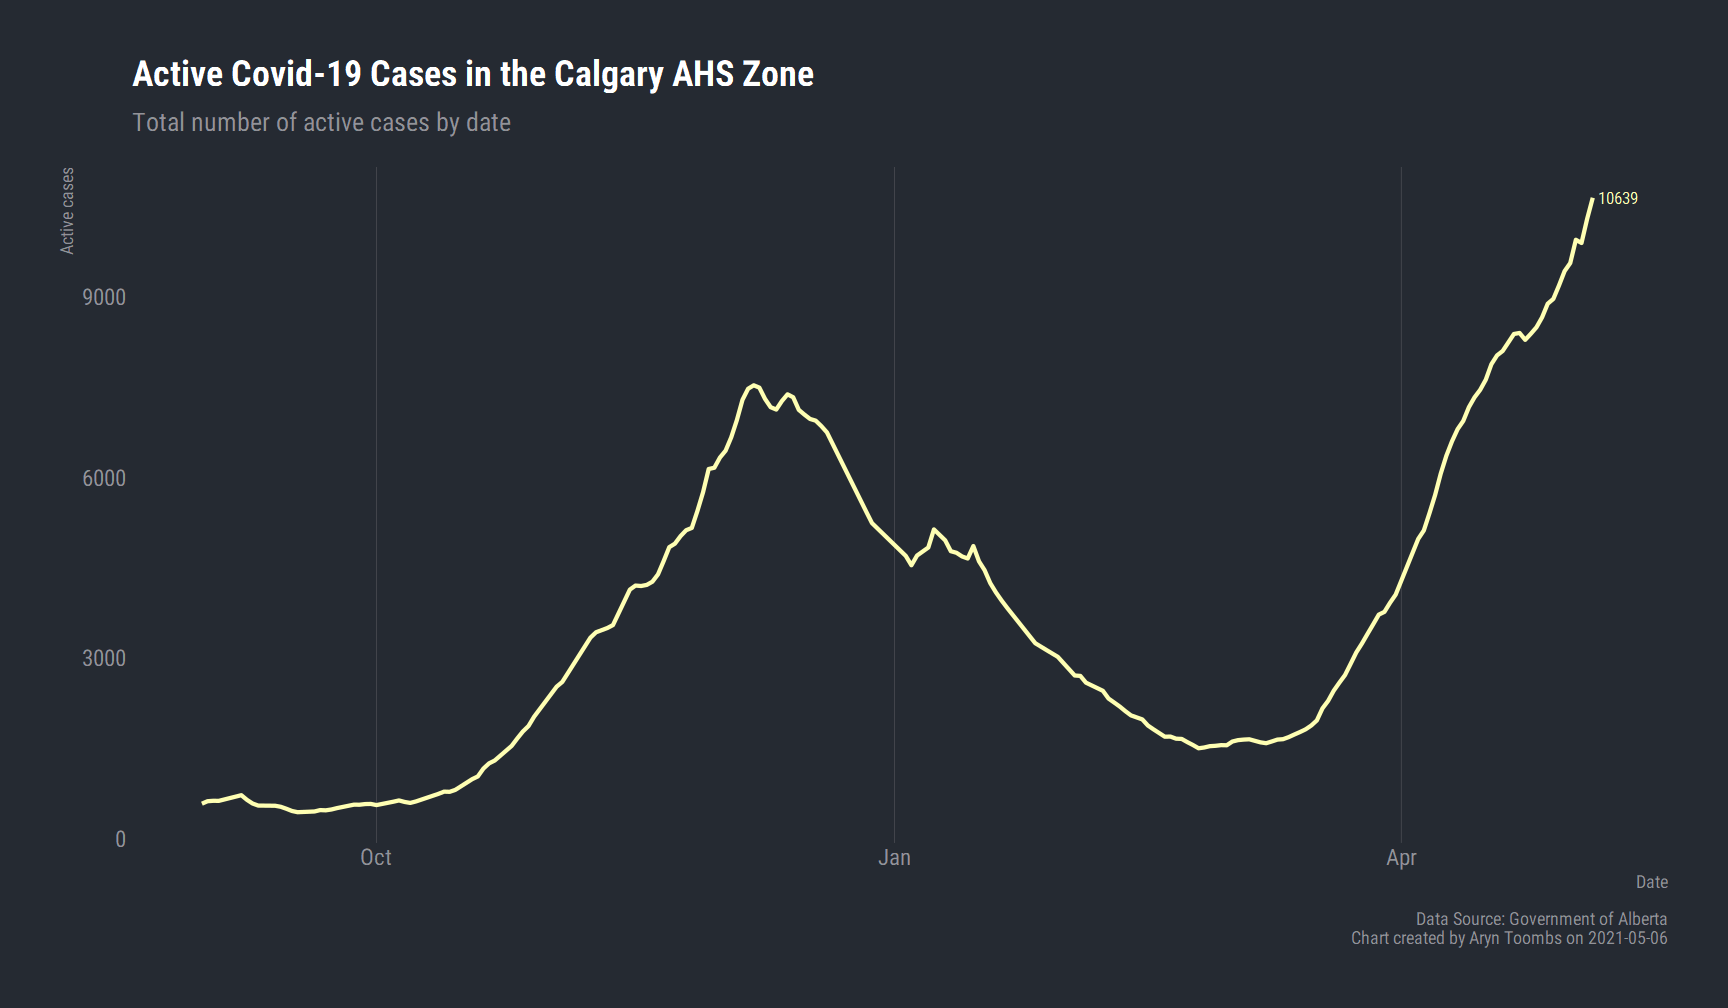 Active Covid-19 Cases in the Calgary AHS Zone
Total number of active cases by date
Active cases
10639
9000
6000
3000
0
Oct
Jan
Apr
Date
Data Source: Government of Alberta
Chart created by Aryn Toombs on 2021-05-06